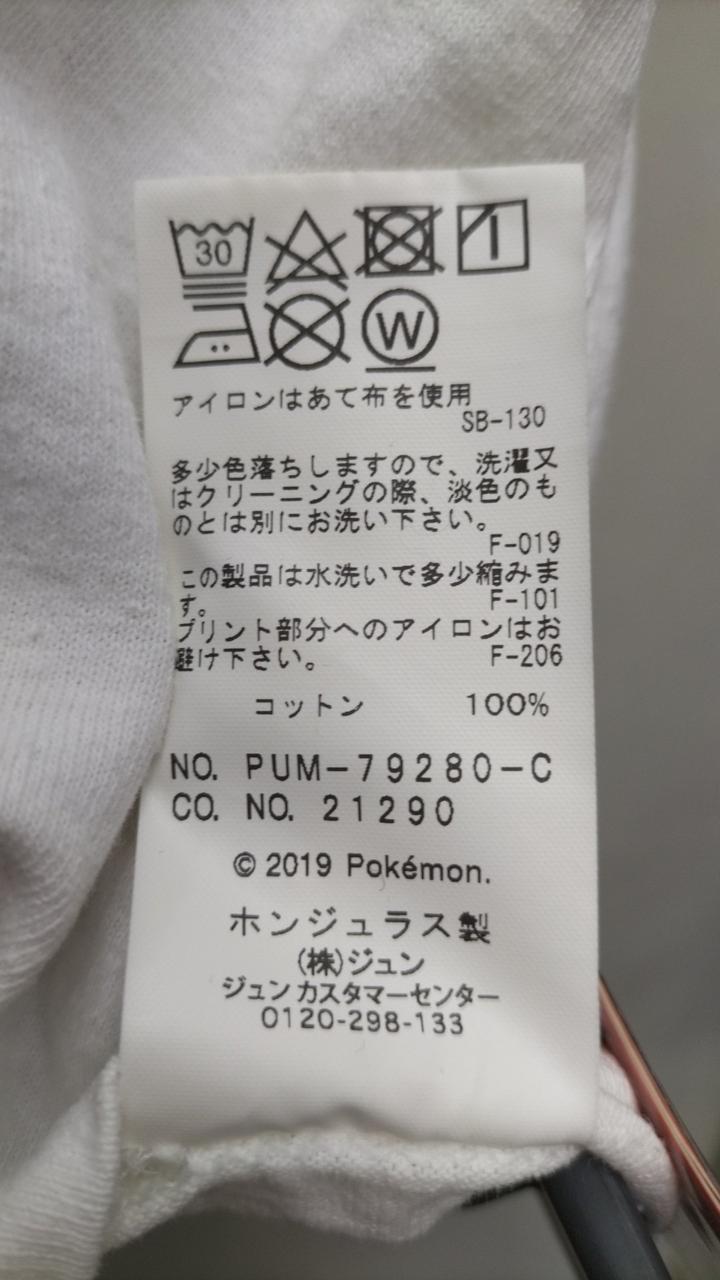 30
W
アイロンはあて布を使用
SB-130
多少色落ちしますので、洗濯又
はクリーニングの際、淡色のも
のとは別にお洗い下さい。
F-019
この製品は水洗いで多少縮みま
す。 F-101
プリント部分へのアイロンはお
避け下さい。 F-206
コットン 100%
NO. PUM-79280-C
CO. NO. 21290
© 2019 Pokémon.
ホンジュラス製
(株)ジュン
ジュン カスタマーセンター
0120-298-133